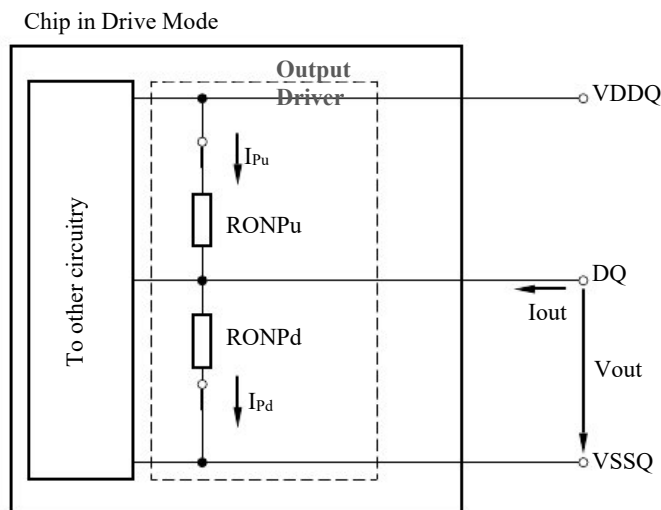 Chip in Drive Mode
Output
Driver
VDDQ
IPu
RONPu
To other circuitry
DQ
Iout
RONPd
Vout
IPd
VSSQ